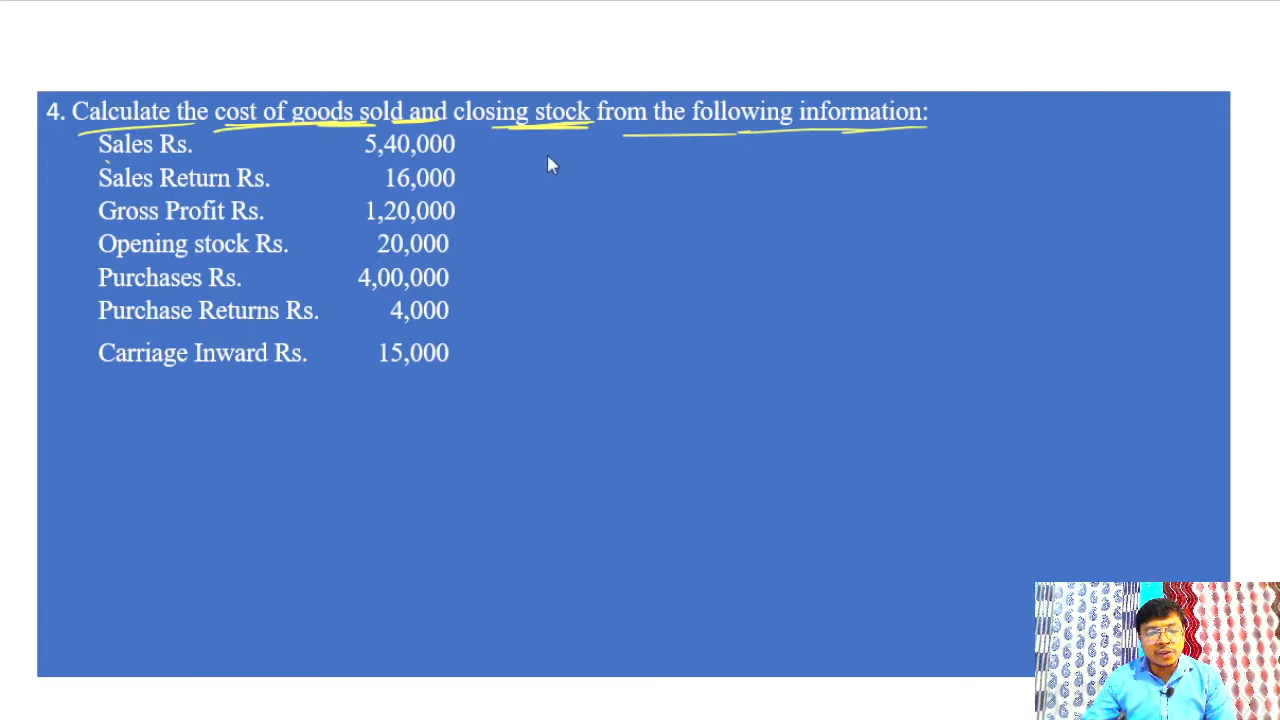 4. Calculate the cost of goods sold and closing stock from the following information:
Sales Rs. 5,40,000
Sales Return Rs. 16,000
Gross Profit Rs. 1,20,000
Opening stock Rs. 20,000
Purchases Rs. 4,00,000
Purchase Returns Rs. 4,000
Carriage Inward Rs. 15,000